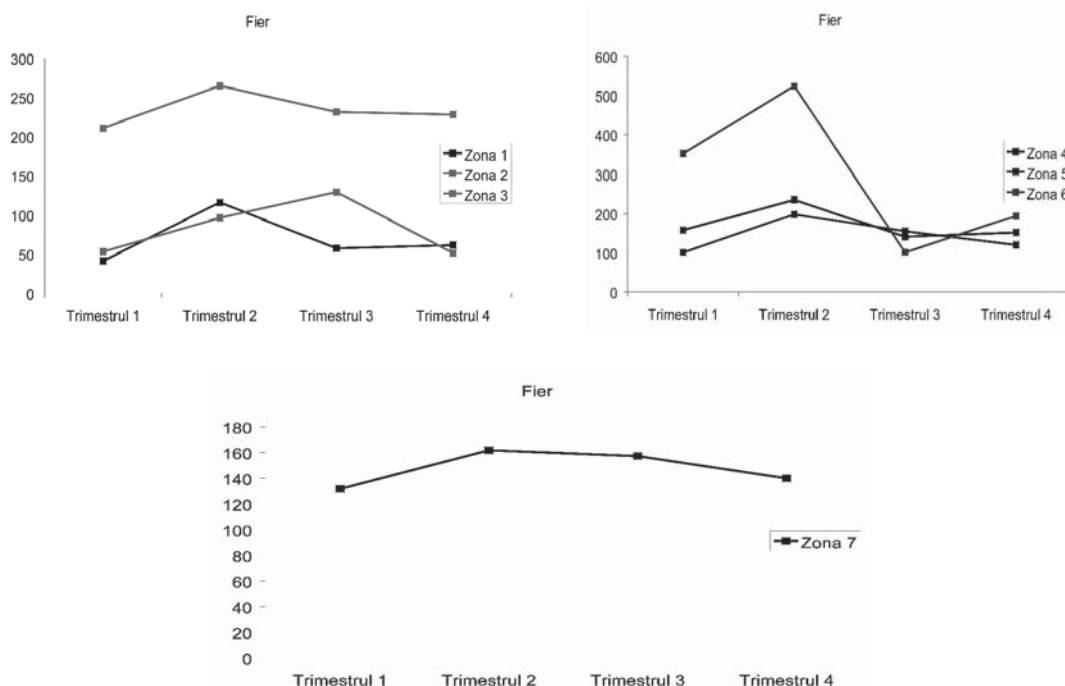 Fier
300
250
200
150
100
50
0
Zona 1
Zona 2
Zona 3
Trimestrul 1 Trimestrul 2 Trimestrul 3 Trimestrul 4
Fier
600
500
400
300
200
100
0
Zona 4
Zona 5
Zona 6
Trimestrul 1 Trimestrul 2 Trimestrul 3 Trimestrul 4
Fier
180
160
140
120
100
80
60
40
20
0
Zona 7
Trimestrul 1 Trimestrul 2 Trimestrul 3 Trimestrul 4